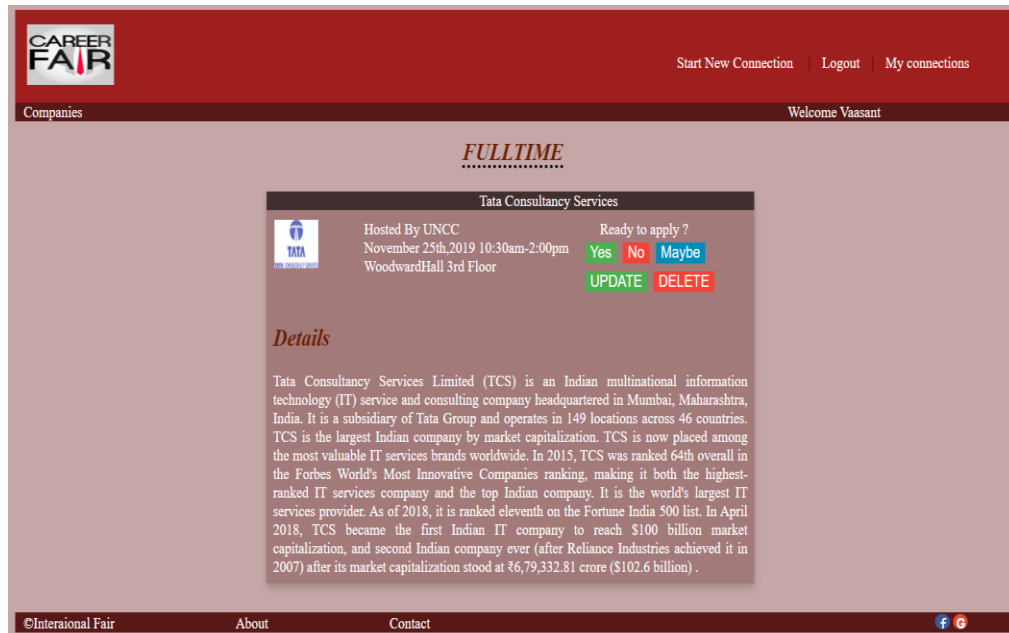 CAREER
FAIR
Start New Connection | Logout | My connections
Companies
Welcome Vaasant
FULLTIME
Tata Consultancy Services
TATA
TATA CONSULTANCY SERVICES
Hosted By UNCC
November 25th,2019 10:30am-2:00pm
WoodwardHall 3rd Floor
Ready to apply ?
Yes No Maybe
UPDATE DELETE
Details
Tata Consultancy Services Limited (TCS) is an Indian multinational information
technology (IT) service and consulting company headquartered in Mumbai, Maharashtra,
India. It is a subsidiary of Tata Group and operates in 149 locations across 46 countries.
TCS is the largest Indian company by market capitalization. TCS is now placed among
the most valuable IT services brands worldwide. In 2015, TCS was ranked 64th overall in
the Forbes World's Most Innovative Companies ranking, making it both the highest-
ranked IT services company and the top Indian company. It is the world's largest IT
services provider. As of 2018, it is ranked eleventh on the Fortune India 500 list. In April
2018, TCS became the first Indian IT company to reach $100 billion market
capitalization, and second Indian company ever (after Reliance Industries achieved it in
2007) after its market capitalization stood at ₹6,79,332.81 crore ($102.6 billion) .
©Interaional Fair
About
Contact
f G